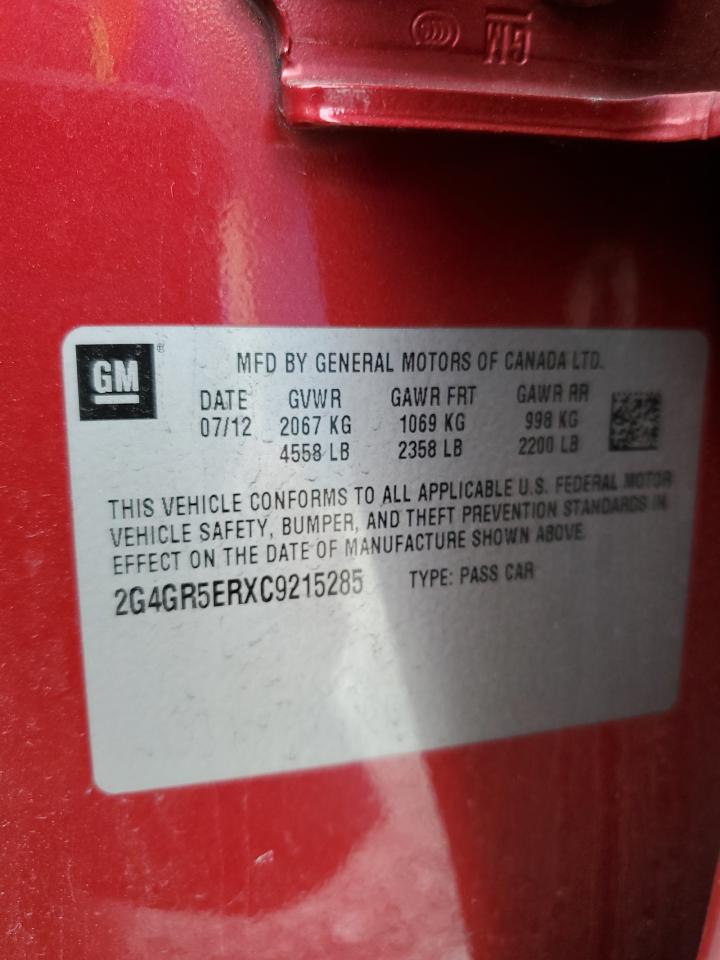 GM
GM
®
MFD BY GENERAL MOTORS OF CANADA LTD.
DATE GVWR GAWR FRT GAWR RR
07/12 2067 KG 1069 KG 998 KG
4558 LB 2358 LB 2200 LB
THIS VEHICLE CONFORMS TO ALL APPLICABLE U.S. FEDERAL MOTOR
VEHICLE SAFETY, BUMPER, AND THEFT PREVENTION STANDARDS IN
EFFECT ON THE DATE OF MANUFACTURE SHOWN ABOVE.
2G4GR5ERXC9215285 TYPE: PASS CAR